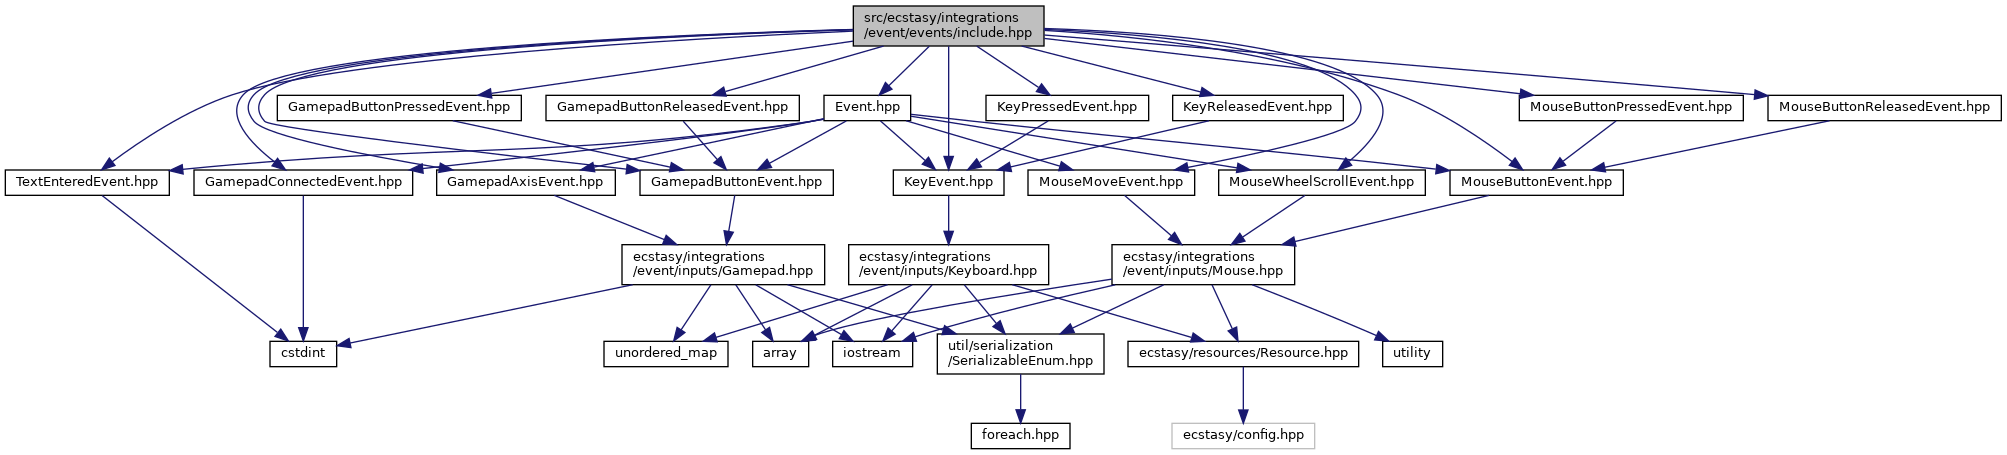 src/ecstasy/integrations
/event/events/include.hpp
GamepadButtonPressedEvent.hpp
GamepadButtonReleasedEvent.hpp
Event.hpp
KeyPressedEvent.hpp
KeyReleasedEvent.hpp
MouseButtonPressedEvent.hpp
MouseButtonReleasedEvent.hpp
TextEnteredEvent.hpp
GamepadConnectedEvent.hpp
GamepadAxisEvent.hpp
GamepadButtonEvent.hpp
KeyEvent.hpp
MouseMoveEvent.hpp
MouseWheelScrollEvent.hpp
MouseButtonEvent.hpp
ecstasy/integrations
/event/inputs/Gamepad.hpp
ecstasy/integrations
/event/inputs/Keyboard.hpp
ecstasy/integrations
/event/inputs/Mouse.hpp
cstdint
unordered_map
array
iostream
util/serialization
/SerializableEnum.hpp
ecstasy/resources/Resource.hpp
utility
foreach.hpp
ecstasy/config.hpp